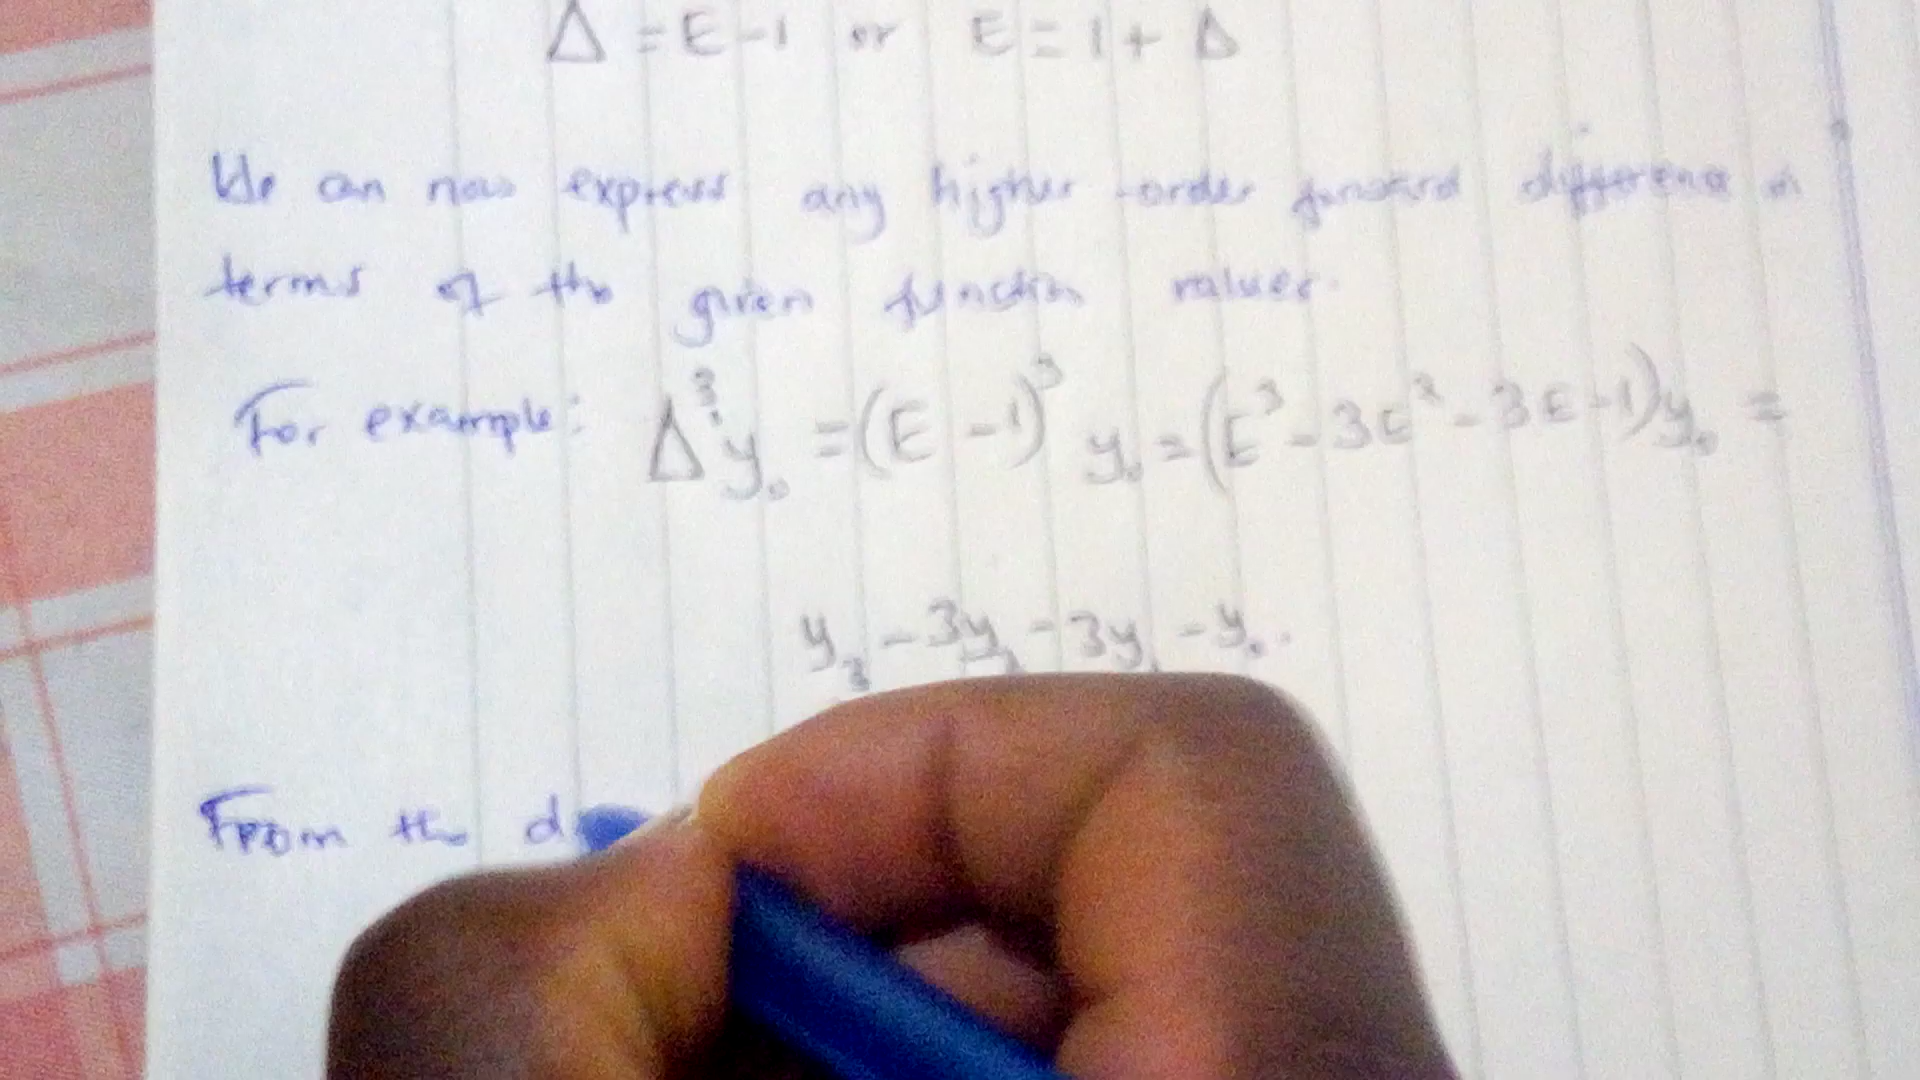 Δ = E - 1 or E = 1 + Δ
We can now express any higher-order forward difference in
terms of the given function values.
For example: Δ³y₀ = (E - 1)³ y₀ = (E³ - 3E² - 3E - 1)y₀ =
y₃ - 3y₂ - 3y₁ - y₀.
From the d